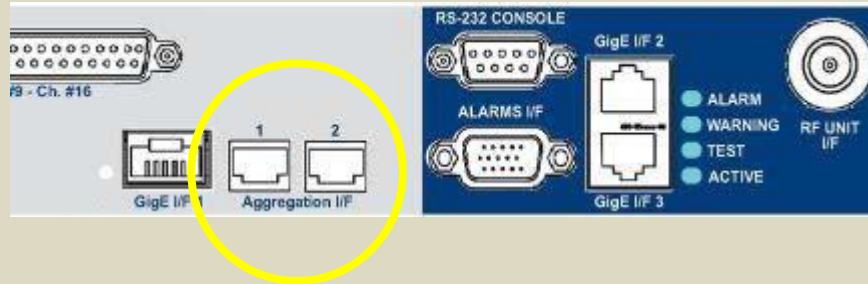 #9 - Ch. #16
1
2
GigE I/F 1
Aggregation I/F
RS-232 CONSOLE
ALARMS I/F
GigE I/F 2
GigE I/F 3
ALARM
WARNING
TEST
ACTIVE
RF UNIT
I/F